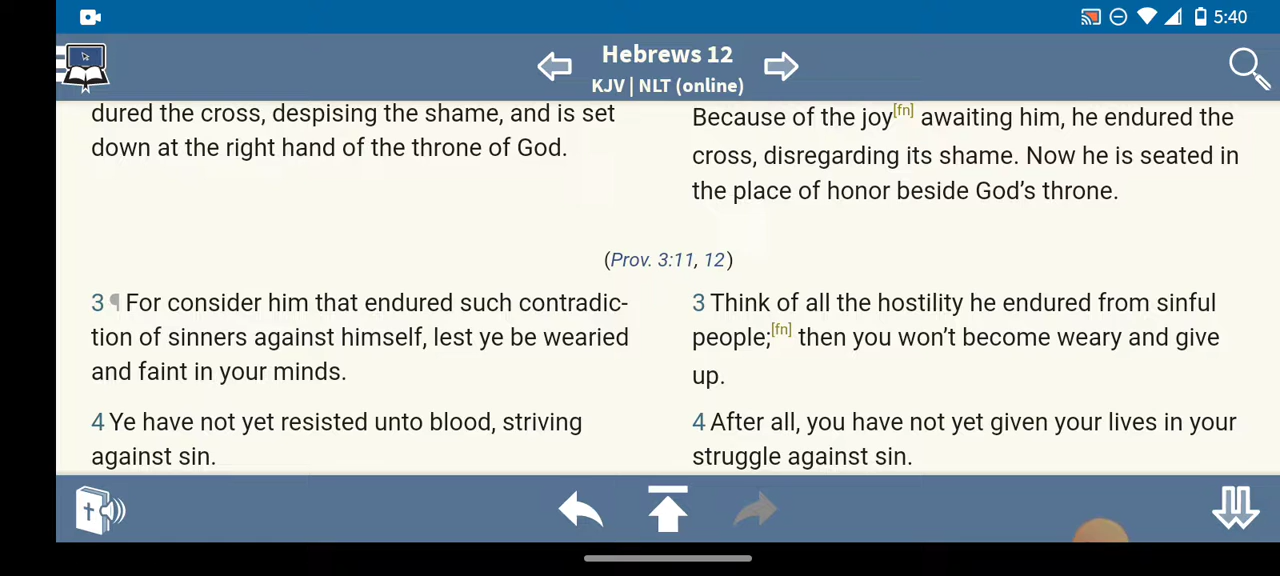 5:40
Hebrews 12
KJV | NLT (online)
dured the cross, despising the shame, and is set
down at the right hand of the throne of God.
Because of the joy[fn] awaiting him, he endured the
cross, disregarding its shame. Now he is seated in
the place of honor beside God’s throne.
(Prov. 3:11, 12)
3 ¶ For consider him that endured such contradic-
tion of sinners against himself, lest ye be wearied
and faint in your minds.
4 Ye have not yet resisted unto blood, striving
against sin.
3 Think of all the hostility he endured from sinful
people;[fn] then you won’t become weary and give
up.
4 After all, you have not yet given your lives in your
struggle against sin.